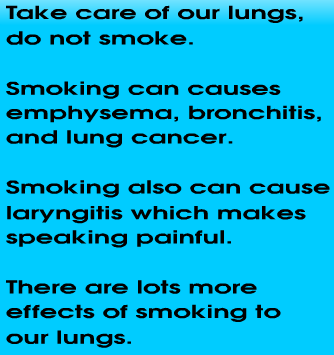 Take care of our lungs,
do not smoke.
Smoking can causes
emphysema, bronchitis,
and lung cancer.
Smoking also can cause
laryngitis which makes
speaking painful.
There are lots more
effects of smoking to
our lungs.